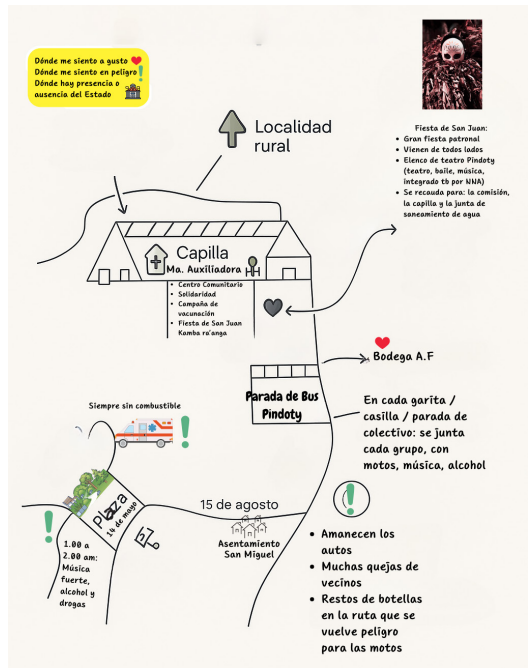 Dónde me siento a gusto
Dónde me siento en peligro
Dónde hay presencia o
ausencia del Estado
Fiesta de San Juan:
• Gran fiesta patronal
• Vienen de todos lados
• Elenco de teatro Pindoty
(teatro, baile, música,
integrado tb por NNA)
• Se recauda para: la comisión,
la capilla y la junta de
saneamiento de agua
Localidad
rural
Capilla
Ma. Auxiliadora
• Centro Comunitario
• Solidaridad
• Campaña de
vacunación
• Fiesta de San Juan
Kamba ra'anga
Bodega A.F
Parada de Bus
Pindoty
En cada garita /
casilla / parada de
colectivo: se junta
cada grupo, con
motos, música, alcohol
Siempre sin combustible
Plaza
14 de mayo
15 de agosto
Asentamiento
San Miguel
1.00 a
2.00 am:
Música
fuerte,
alcohol y
drogas
• Amanecen los
autos
• Muchas quejas de
vecinos
• Restos de botellas
en la ruta que se
vuelve peligro
para las motos